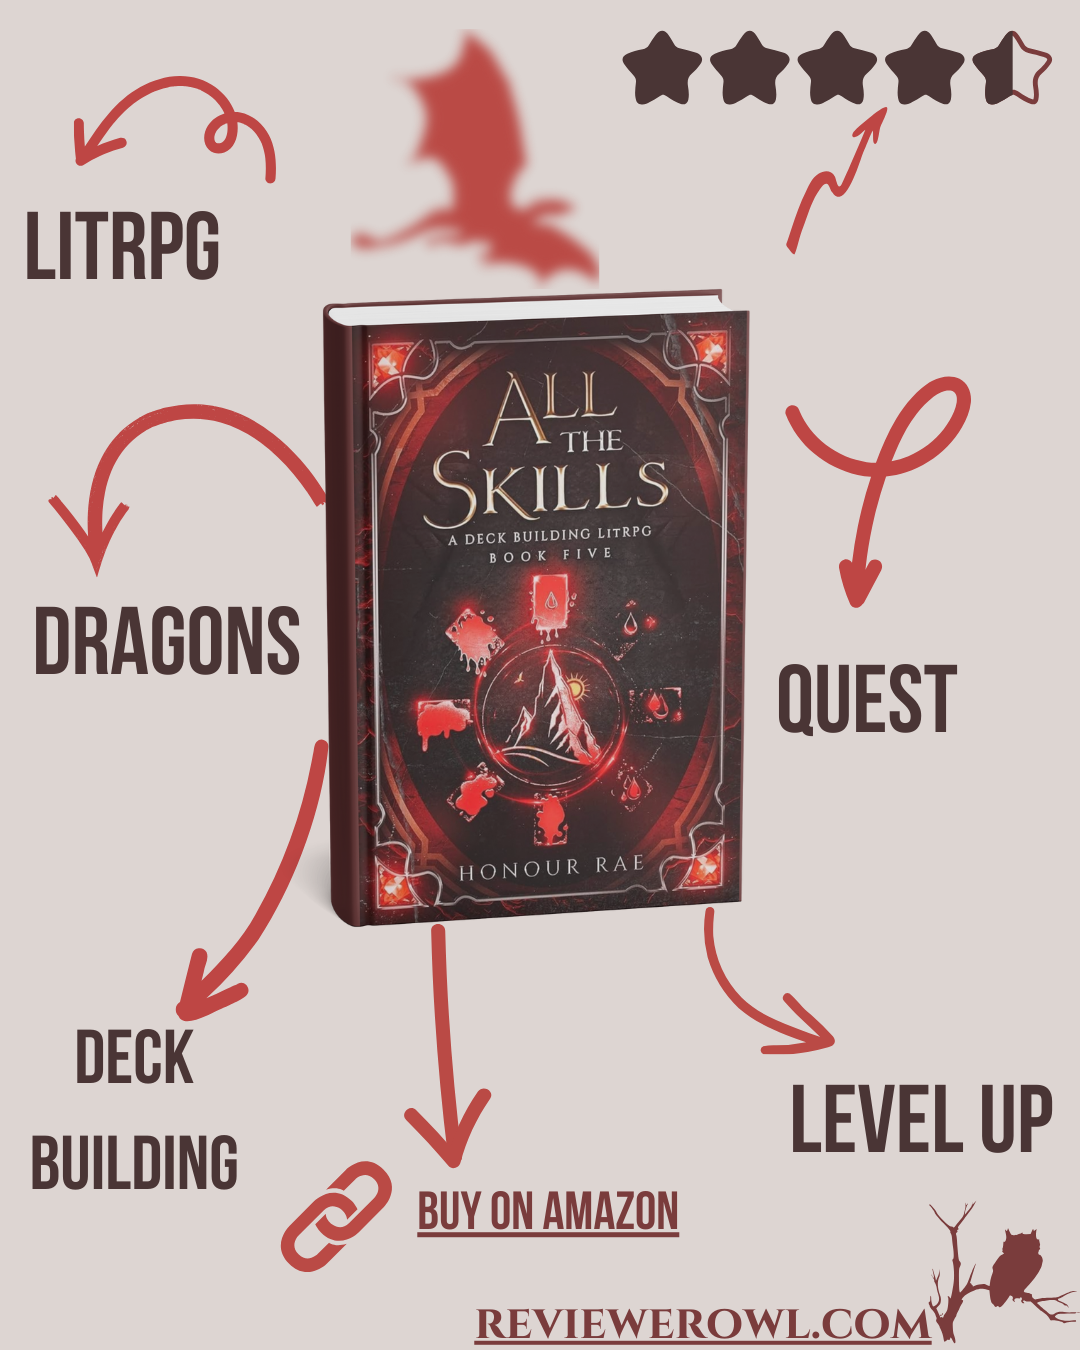 LITRPG
ALL
THE
SKILLS
A DECK BUILDING LITRPG
BOOK FIVE
HONOUR RAE
DRAGONS
QUEST
DECK
BUILDING
LEVEL UP
BUY ON AMAZON
REVIEWEROWL.COM